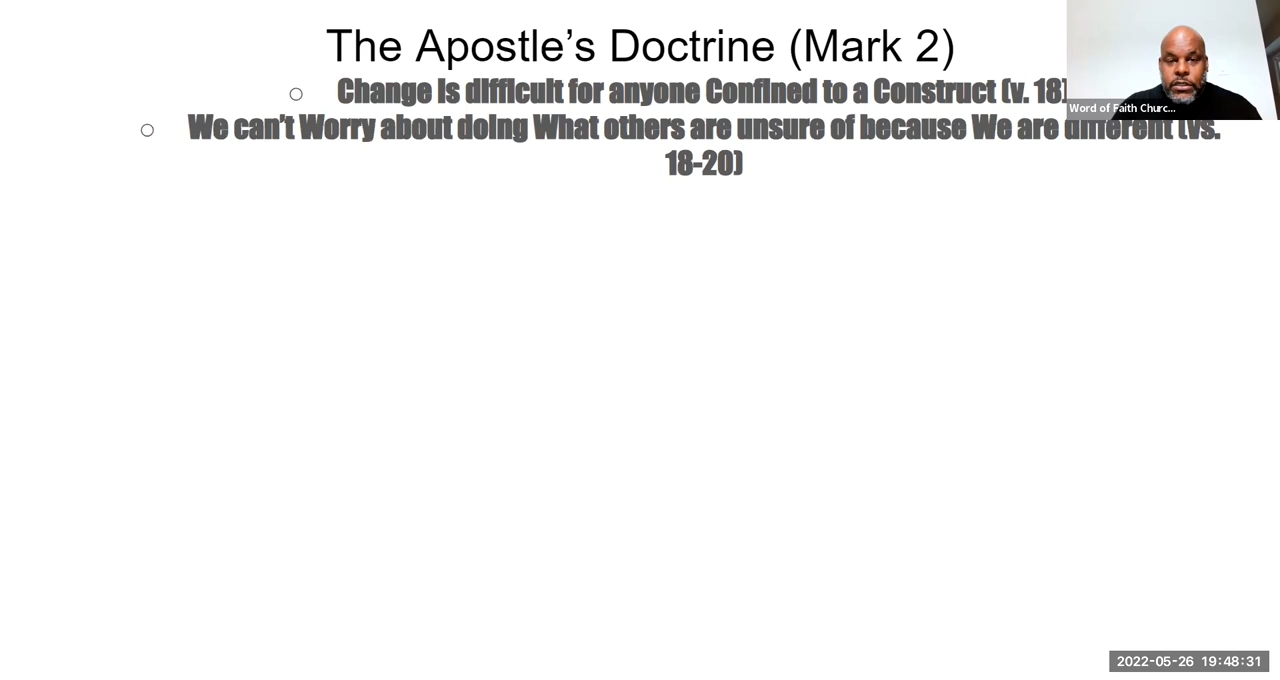 The Apostle’s Doctrine (Mark 2)
Change is difficult for anyone Confined to a Construct (v. 18)
Word of Faith Churc...
We can’t Worry about doing What others are unsure of because We are different (vs.
18-20)
2022-05-26 19:48:31